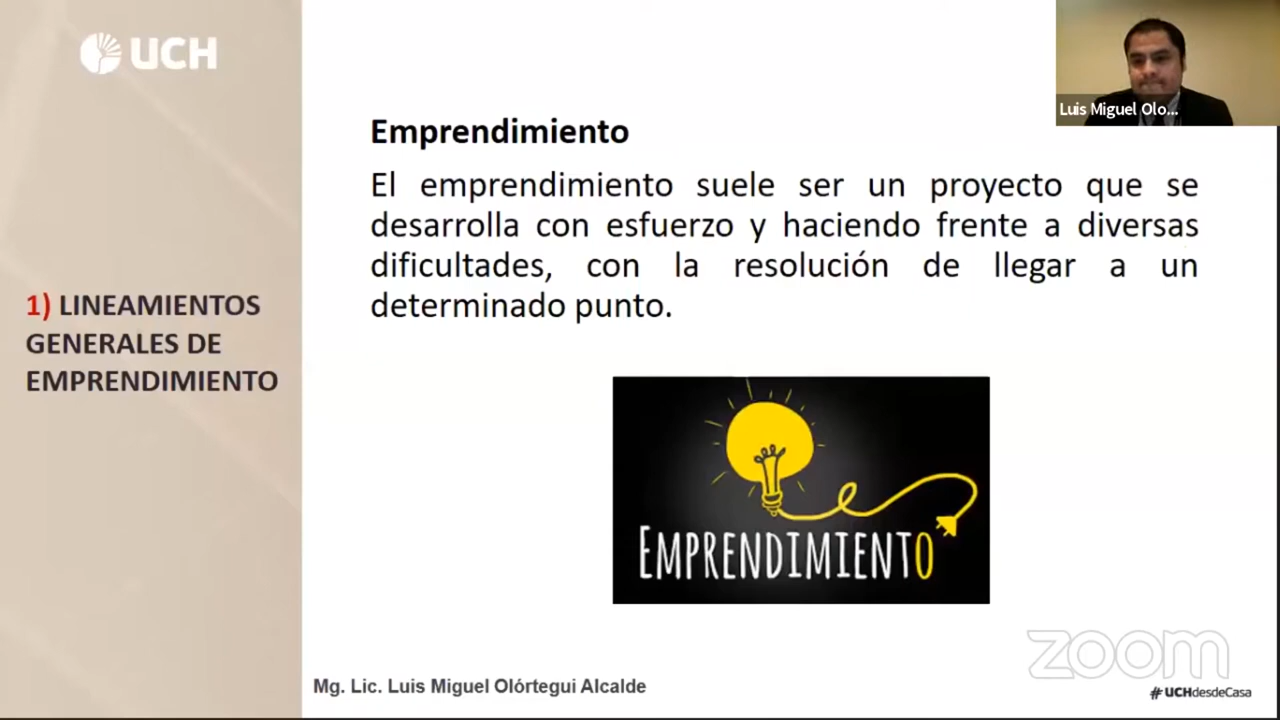 UCH
Luis Miguel Olo...
Emprendimiento
El emprendimiento suele ser un proyecto que se
desarrolla con esfuerzo y haciendo frente a diversas
dificultades, con la resolución de llegar a un
determinado punto.
1) LINEAMIENTOS
GENERALES DE
EMPRENDIMIENTO
EMPRENDIMIENTO
zoom
Mg. Lic. Luis Miguel Olórtegui Alcalde
#UCHdesdeCasa